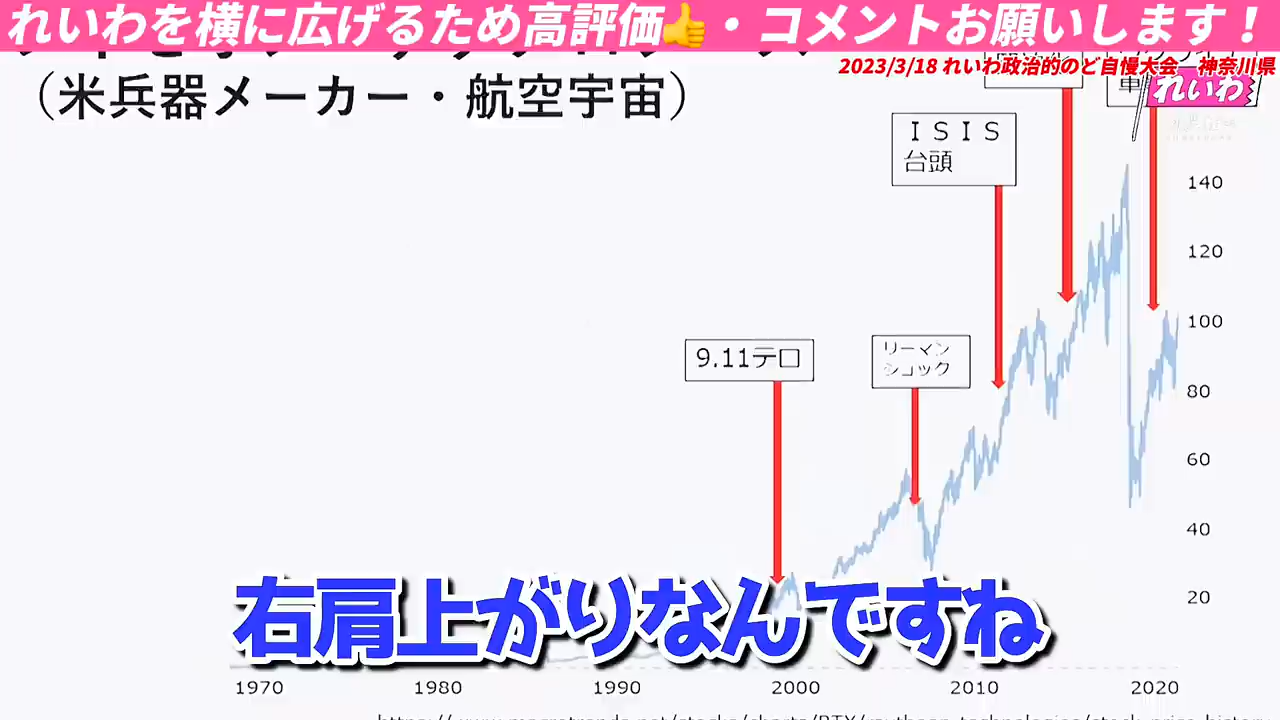 れいわを横に広げるため高評価👍・コメントお願いします！
2023/3/18 れいわ政治的のど自慢大会　神奈川県
（米兵器メーカー・航空宇宙）
れいわ
ＩＳＩＳ
台頭
140
120
100
9.11テロ
リーマン
ショック
80
60
40
20
右肩上がりなんですね
1970
1980
1990
2000
2010
2020